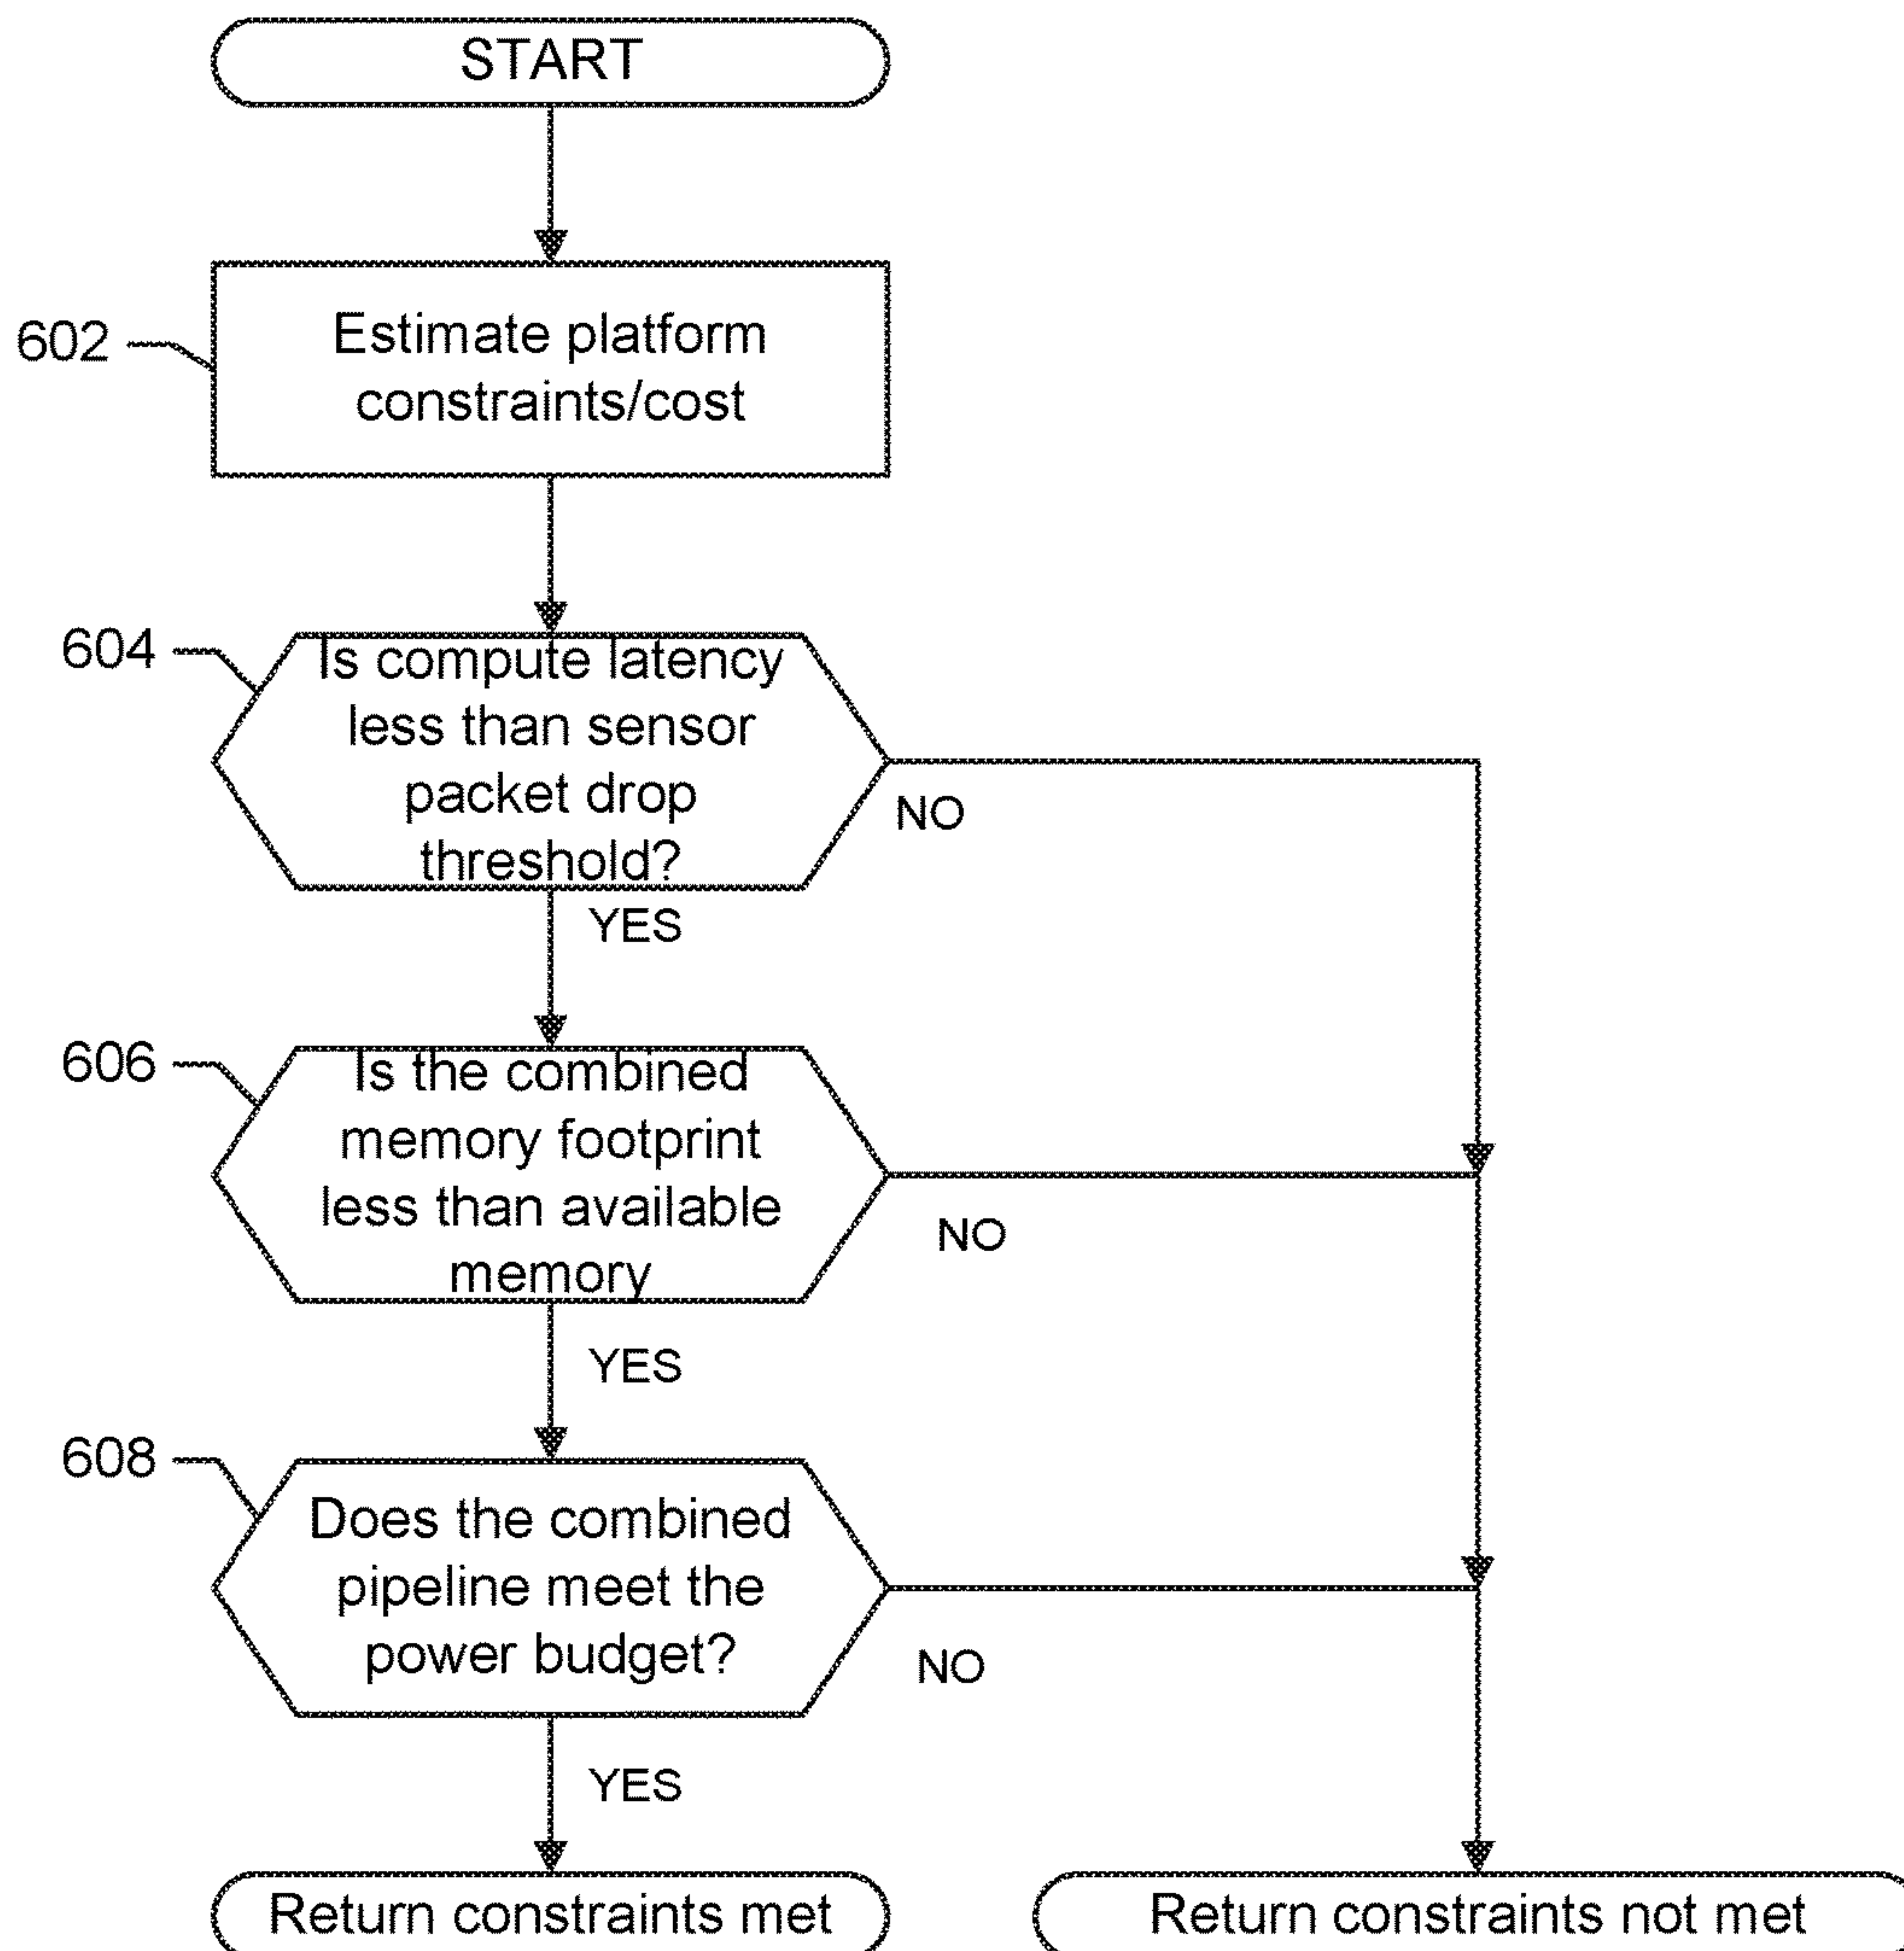 START
602
Estimate platform
constraints/cost
604
Is compute latency
less than sensor
packet drop
threshold?
NO
YES
606
Is the combined
memory footprint
less than available
memory
NO
YES
608
Does the combined
pipeline meet the
power budget?
NO
YES
Return constraints met
Return constraints not met